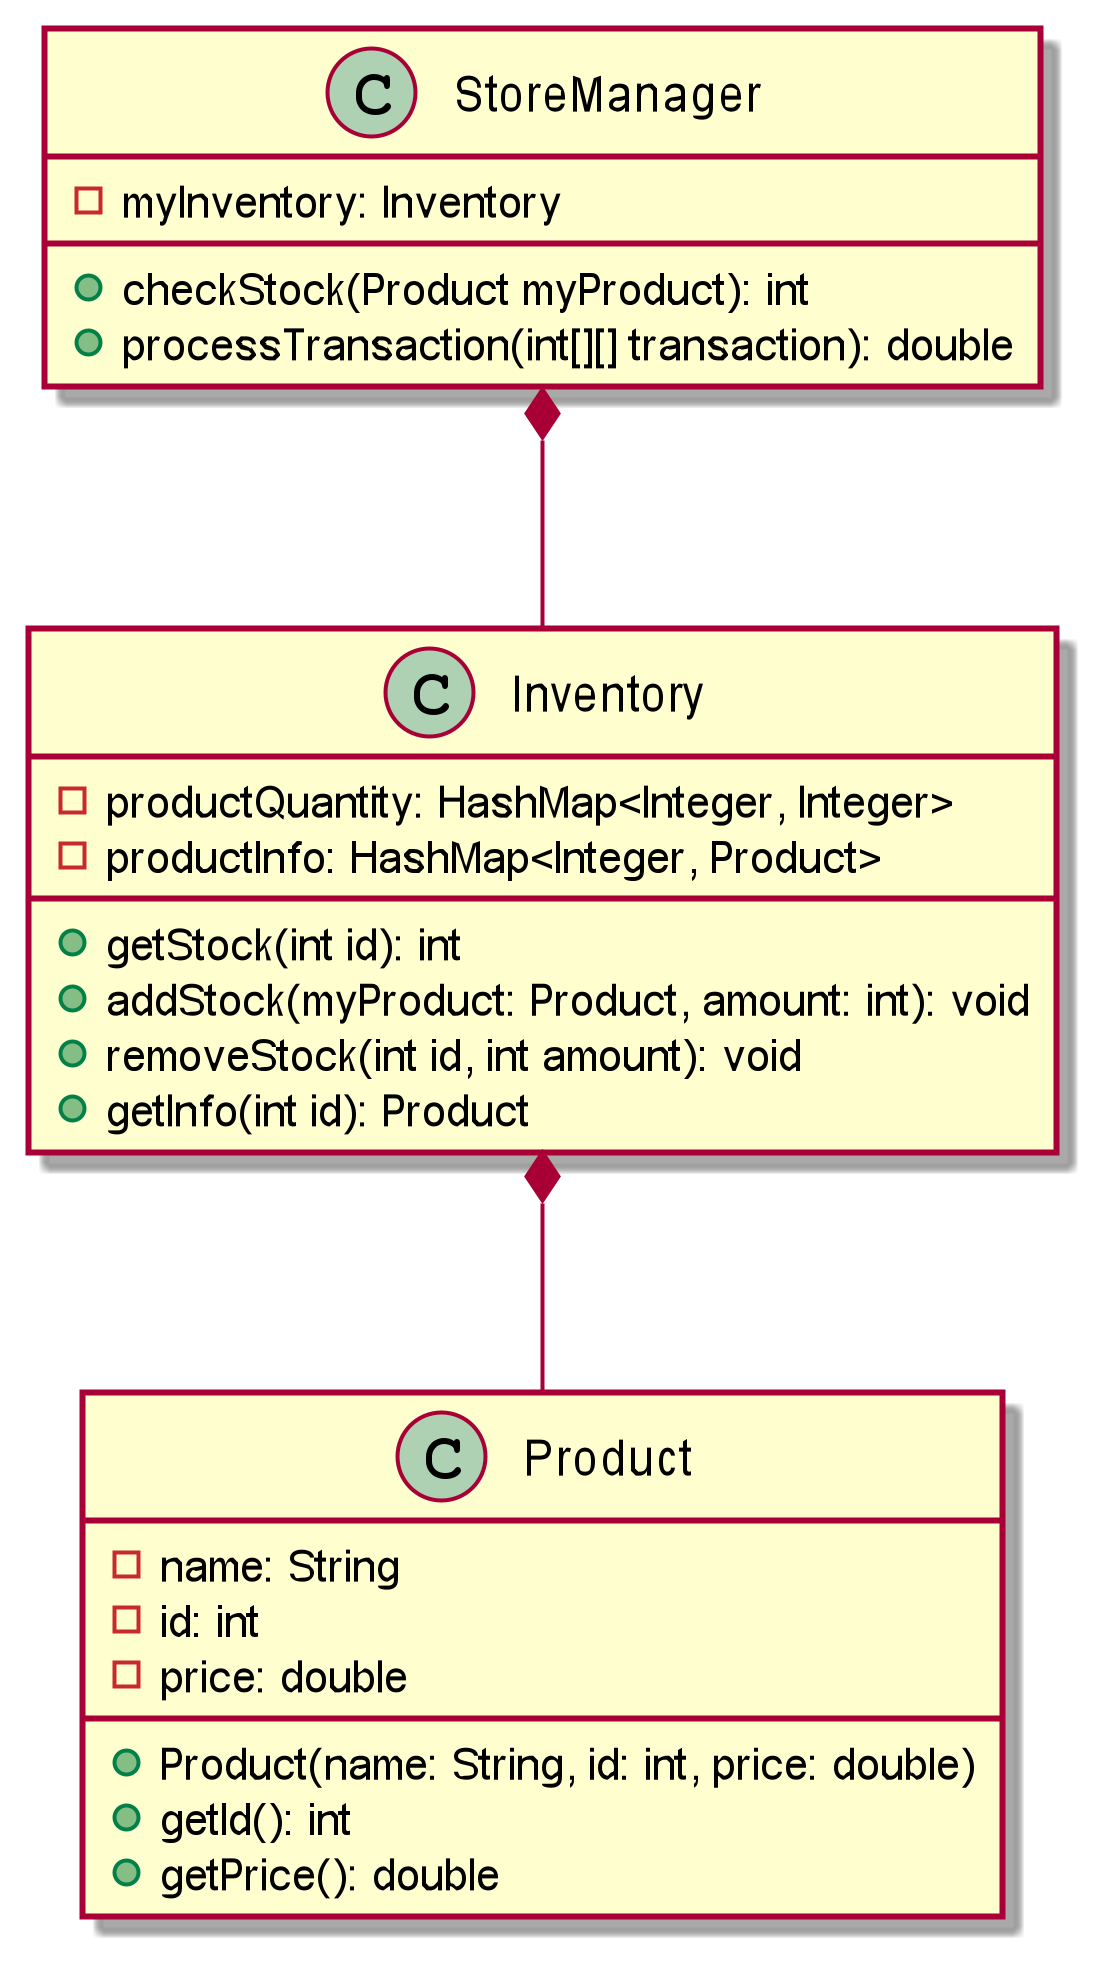 C StoreManager
myInventory: Inventory
checkStock(Product myProduct): int
processTransaction(int[][] transaction): double
C Inventory
productQuantity: HashMap<Integer, Integer>
productInfo: HashMap<Integer, Product>
getStock(int id): int
addStock(myProduct: Product, amount: int): void
removeStock(int id, int amount): void
getInfo(int id): Product
C Product
name: String
id: int
price: double
Product(name: String, id: int, price: double)
getId(): int
getPrice(): double